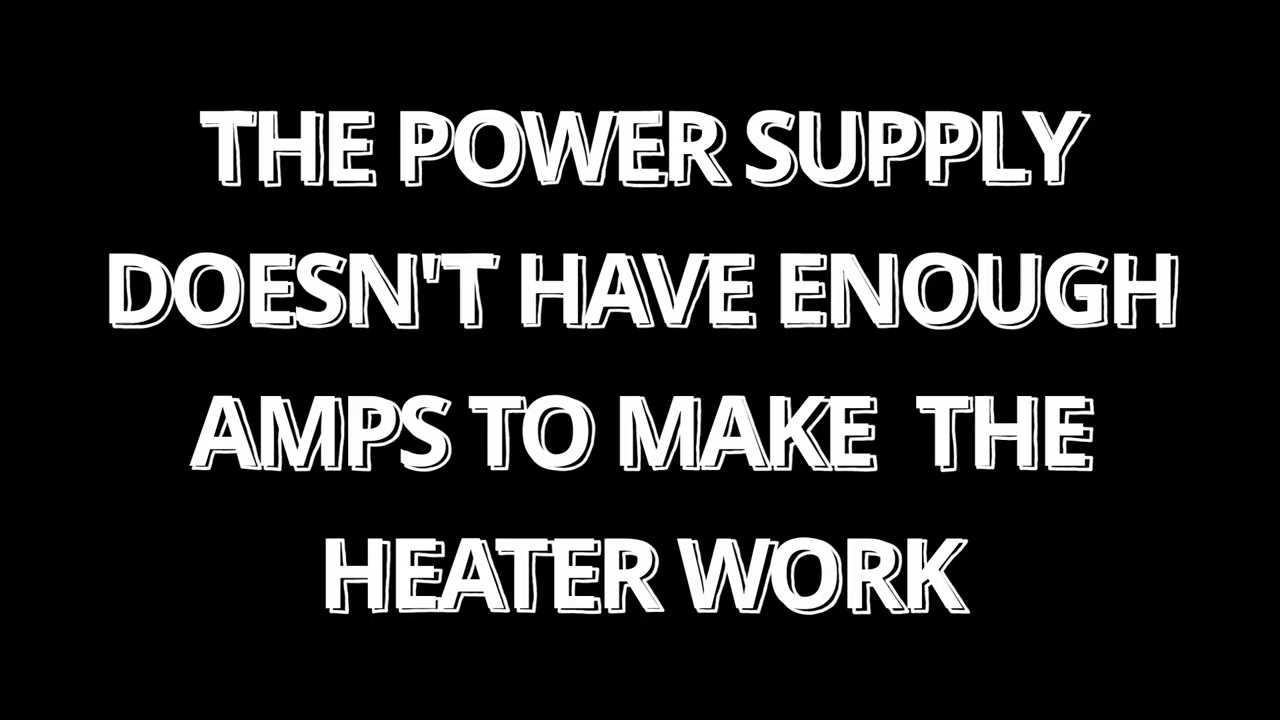 THE POWER SUPPLY
DOESN'T HAVE ENOUGH
AMPS TO MAKE THE
HEATER WORK